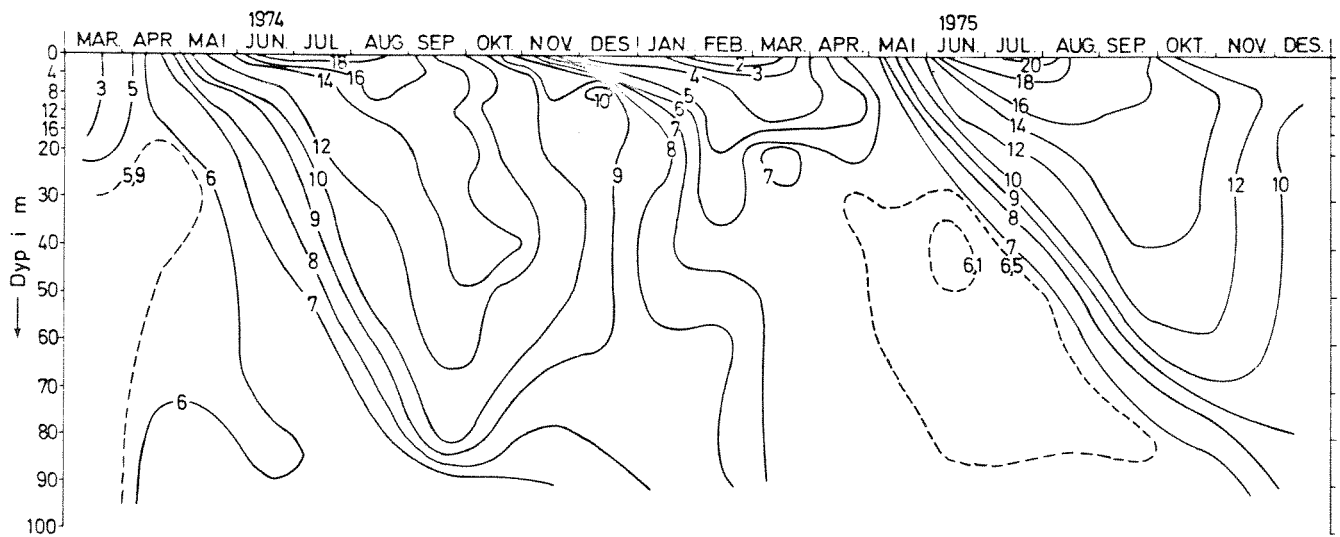 1974 1975
MAR. APR. MAI JUN. JUL. AUG. SEP. OKT. NOV. DES. JAN. FEB. MAR. APR. MAI JUN. JUL. AUG. SEP. OKT. NOV. DES.
0
4
8
12
16
20
30
40
50
60
70
80
90
100
← Dyp i m
3 5 18 14 16 10 4 2 3 20 18
5 6 7 8 16 14 12
12 10 9 8 7
5,9 6 9 7 10 9 8 7 12 10
6,1 6,5
6